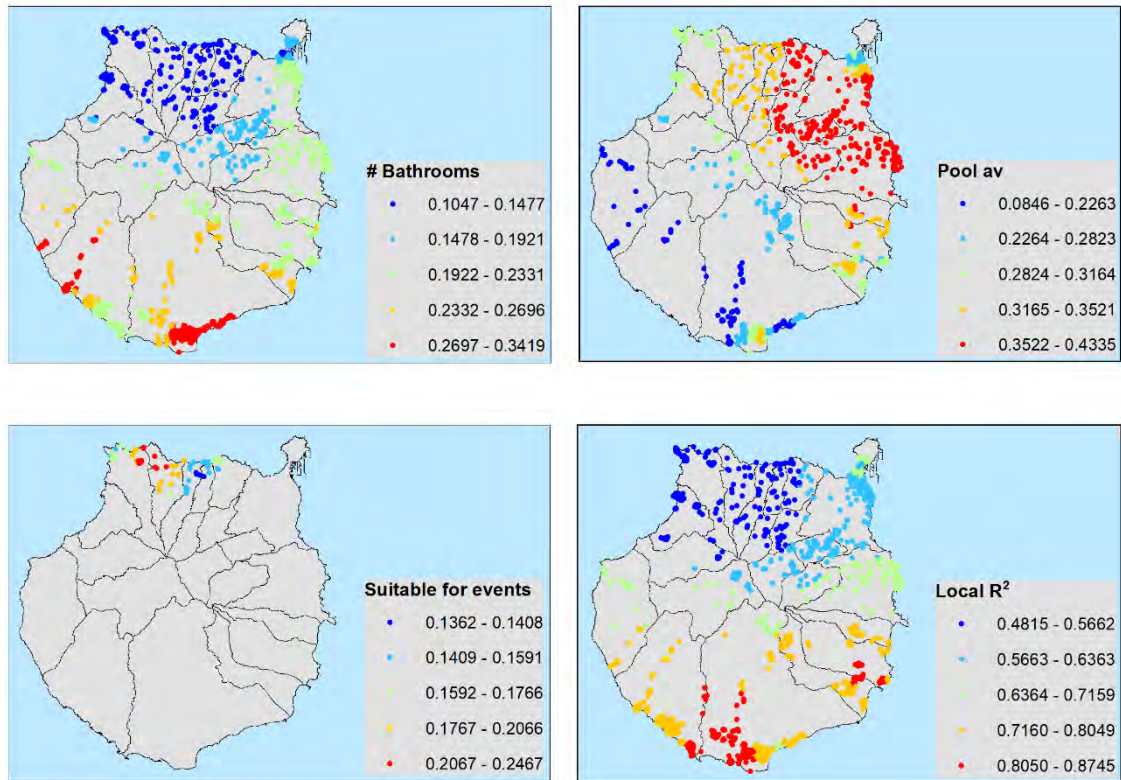 # Bathrooms
0.1047 - 0.1477
0.1478 - 0.1921
0.1922 - 0.2331
0.2332 - 0.2696
0.2697 - 0.3419
Pool av
0.0846 - 0.2263
0.2264 - 0.2823
0.2824 - 0.3164
0.3165 - 0.3521
0.3522 - 0.4335
Suitable for events
0.1362 - 0.1408
0.1409 - 0.1591
0.1592 - 0.1766
0.1767 - 0.2066
0.2067 - 0.2467
Local R²
0.4815 - 0.5662
0.5663 - 0.6363
0.6364 - 0.7159
0.7160 - 0.8049
0.8050 - 0.8745